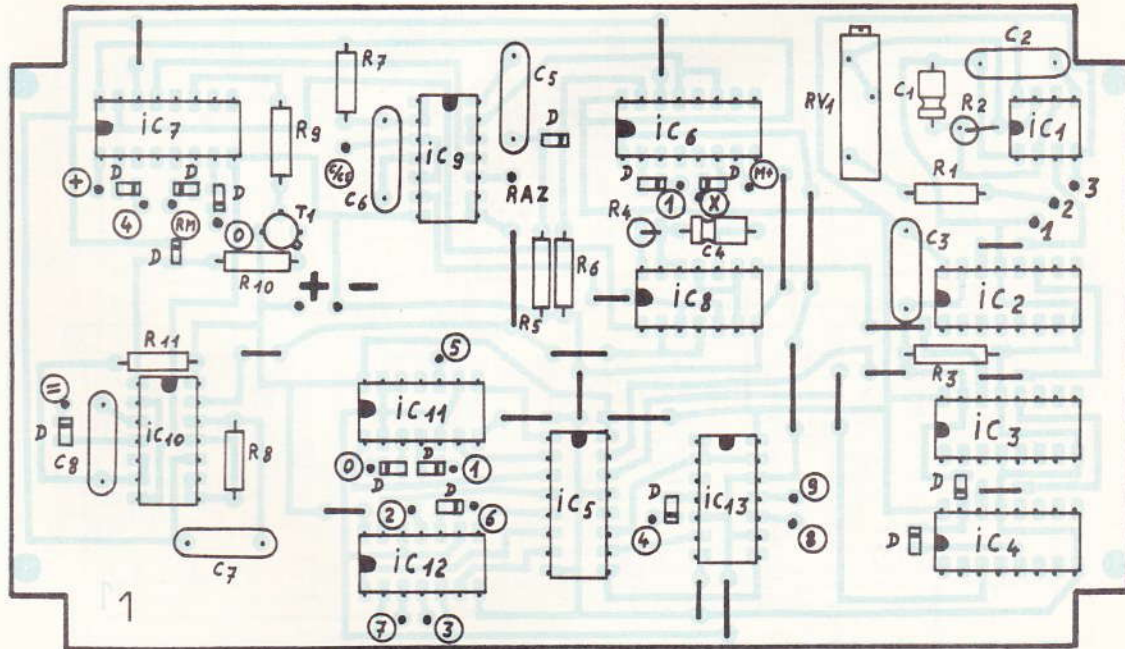 R7
C5
C2
RV1
C1
R2
iC7
R9
iC9
D
iC6
iC1
C6
+
D
D
D
RAZ
D
D
M+
R1
3
2
1
4
RM
0
T1
R4
1
X
C4
C3
D
R10
R6
iC8
iC2
+ −
R5
R11
5
R3
=
D
iC10
iC11
iC3
C8
R8
0
D
D
1
iC5
D
iC13
9
D
2
D
6
4
8
D
iC4
C7
iC12
1
7
3